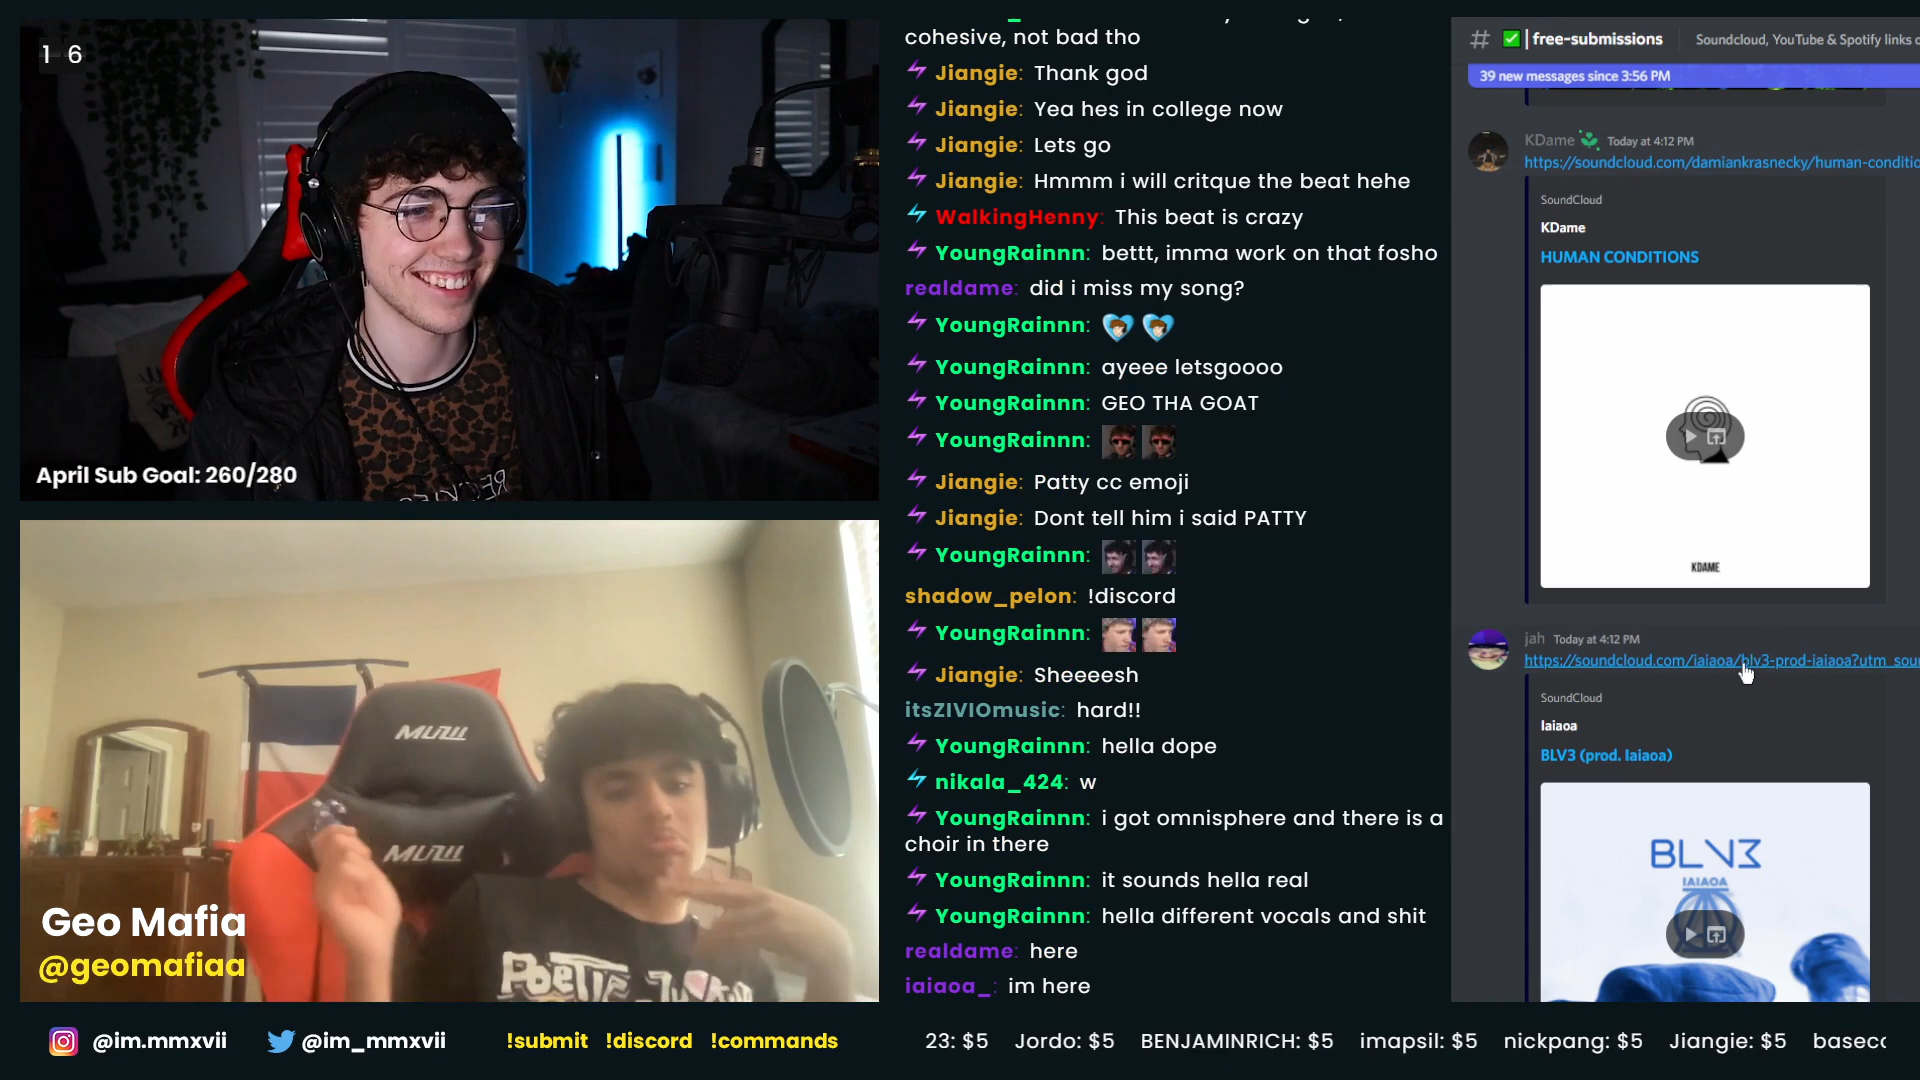 1 6
April Sub Goal: 260/280
MUZII
MUZII
Geo Mafia
@geomafiaa
POETIC
cohesive, not bad tho
Jiangie: Thank god
Jiangie: Yea hes in college now
Jiangie: Lets go
Jiangie: Hmmm i will critque the beat hehe
WalkingHenny: This beat is crazy
YoungRainnn: bettt, imma work on that fosho
realdame: did i miss my song?
YoungRainnn:
YoungRainnn: ayeee letsgoooo
YoungRainnn: GEO THA GOAT
YoungRainnn:
Jiangie: Patty cc emoji
Jiangie: Dont tell him i said PATTY
YoungRainnn:
shadow_pelon: !discord
YoungRainnn:
Jiangie: Sheeeesh
itsZIVIOmusic: hard!!
YoungRainnn: hella dope
nikala_424: w
YoungRainnn: i got omnisphere and there is a
choir in there
YoungRainnn: it sounds hella real
YoungRainnn: hella different vocals and shit
realdame: here
iaiaoa_: im here
# | free-submissions Soundcloud, YouTube & Spotify links
39 new messages since 3:56 PM
KDame Today at 4:12 PM
https://soundcloud.com/damiankrasnecky/human-conditio
SoundCloud
KDame
HUMAN CONDITIONS
KDAME
jah Today at 4:12 PM
https://soundcloud.com/iaiaoa/blv3-prod-iaiaoa?utm_sou
SoundCloud
Iaiaoa
BLV3 (prod. Iaiaoa)
BLV3
IAIAOA
@im.mmxvii @im_mmxvii !submit !discord !commands
23: $5 Jordo: $5 BENJAMINRICH: $5 imapsil: $5 nickpang: $5 Jiangie: $5 basec